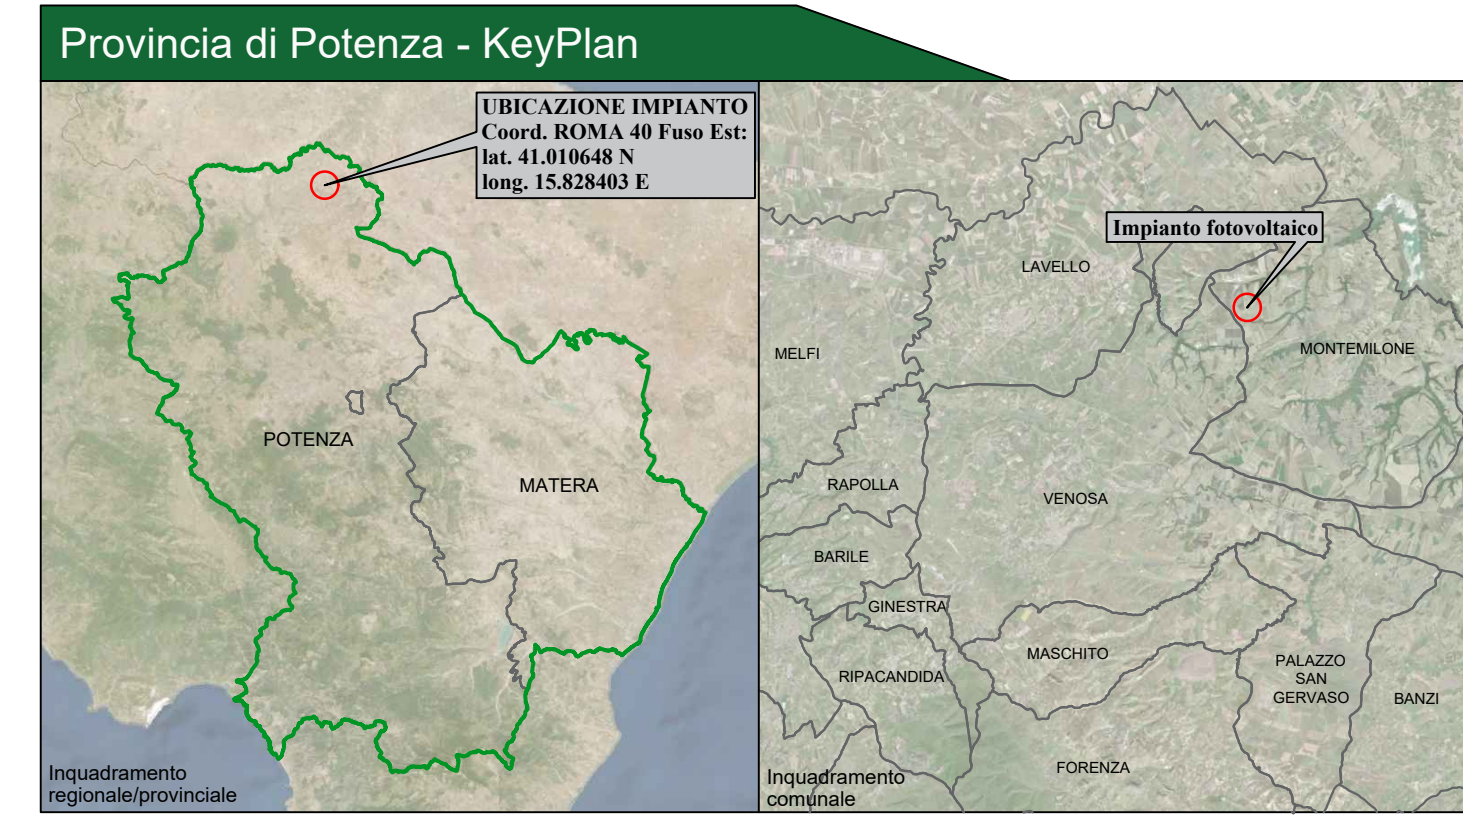 Provincia di Potenza - KeyPlan
UBICAZIONE IMPIANTO
Coord. ROMA 40 Fuso Est:
lat. 41.010648 N
long. 15.828403 E
POTENZA
MATERA
Inquadramento
regionale/provinciale
Impianto fotovoltaico
LAVELLO
MELFI
MONTEMILONE
RAPOLLA
VENOSA
BARILE
GINESTRA
MASCHITO
RIPACANDIDA
PALAZZO
SAN
GERVASO
BANZI
FORENZA
Inquadramento
comunale